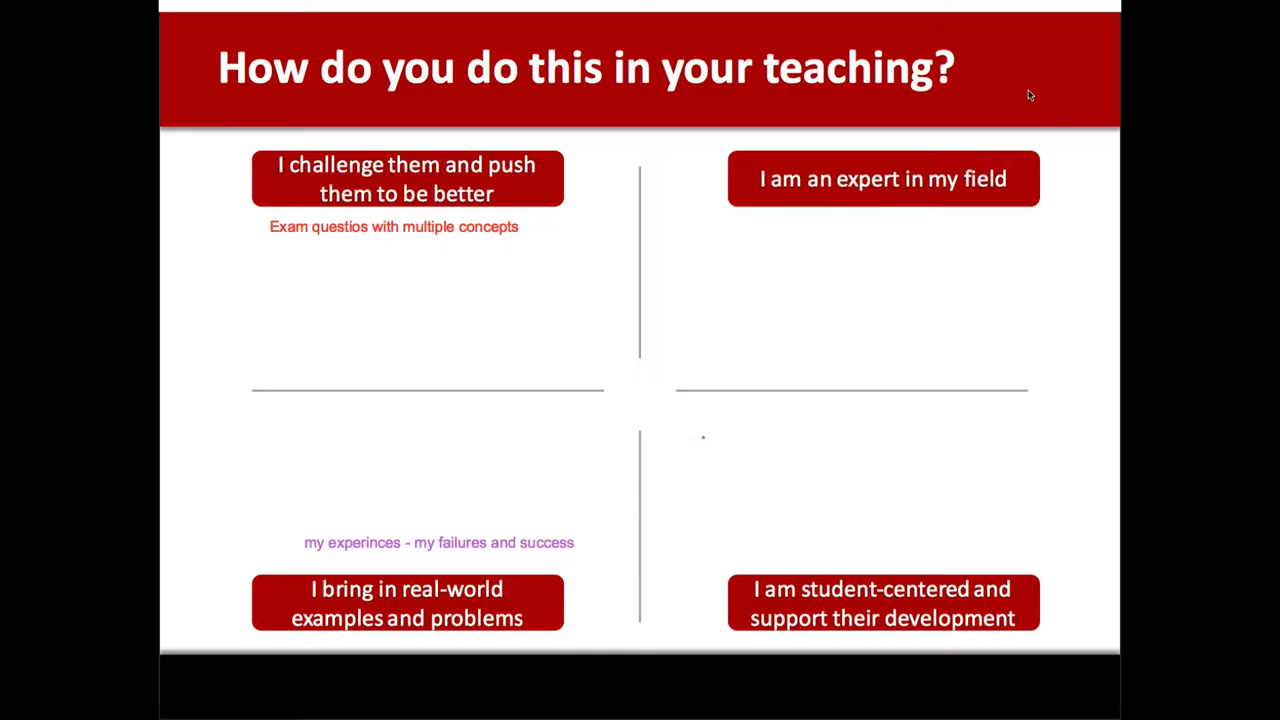 How do you do this in your teaching?
I challenge them and push
them to be better
I am an expert in my field
Exam questios with multiple concepts
my experinces - my failures and success
I bring in real-world
examples and problems
I am student-centered and
support their development